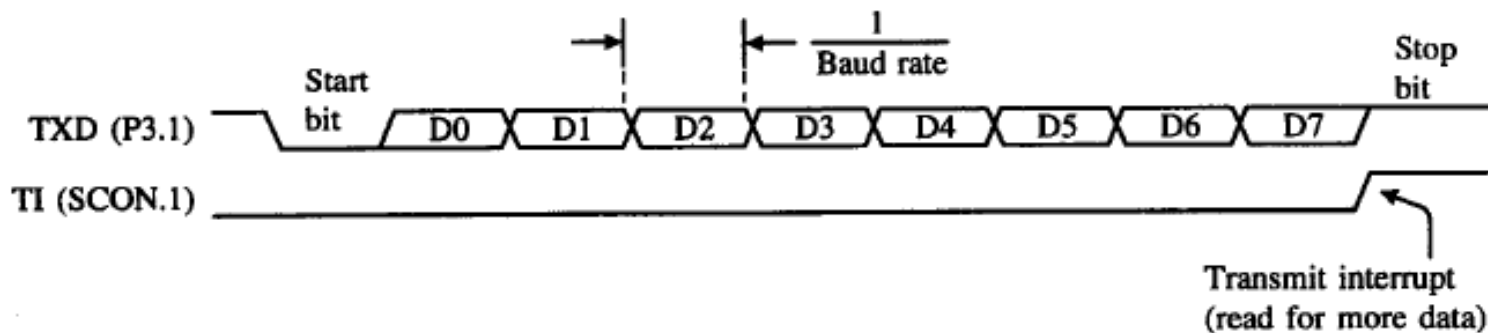 1
Baud rate
Stop
bit
Start
bit
TXD (P3.1)
D0 D1 D2 D3 D4 D5 D6 D7
TI (SCON.1)
Transmit interrupt
(read for more data)